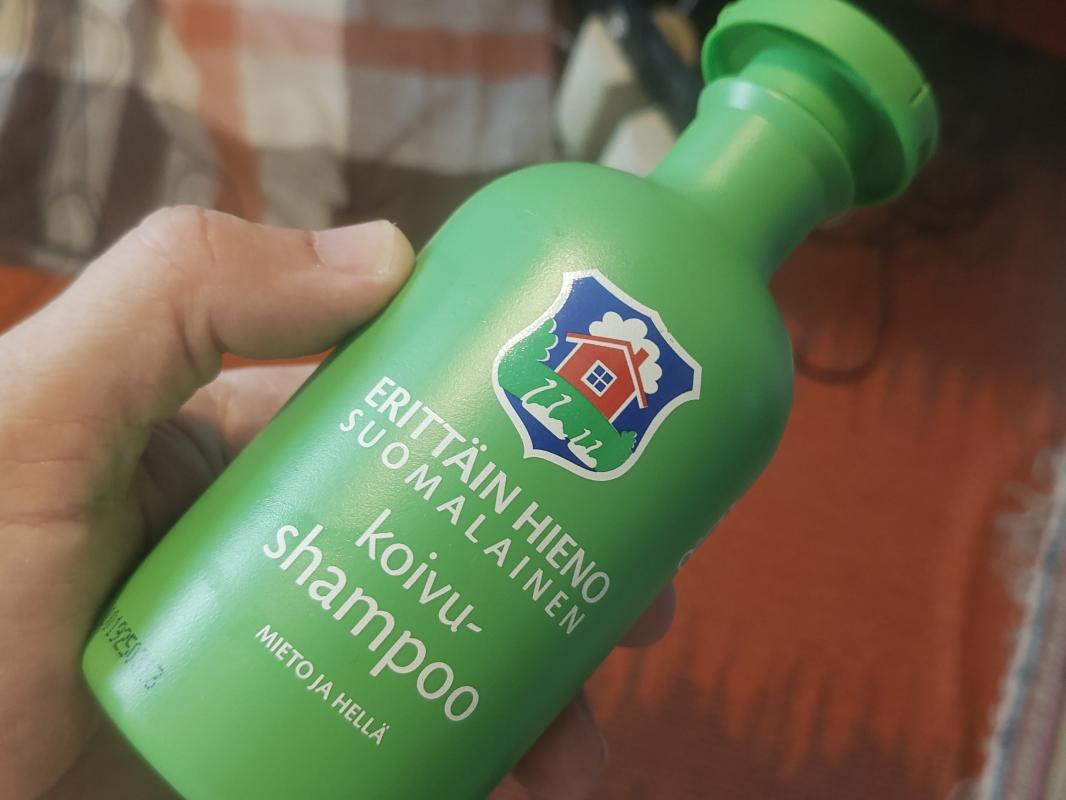 ERITTÄIN HIENO
SUOMALAINEN
koivu-
shampoo
MIETO JA HELLÄ